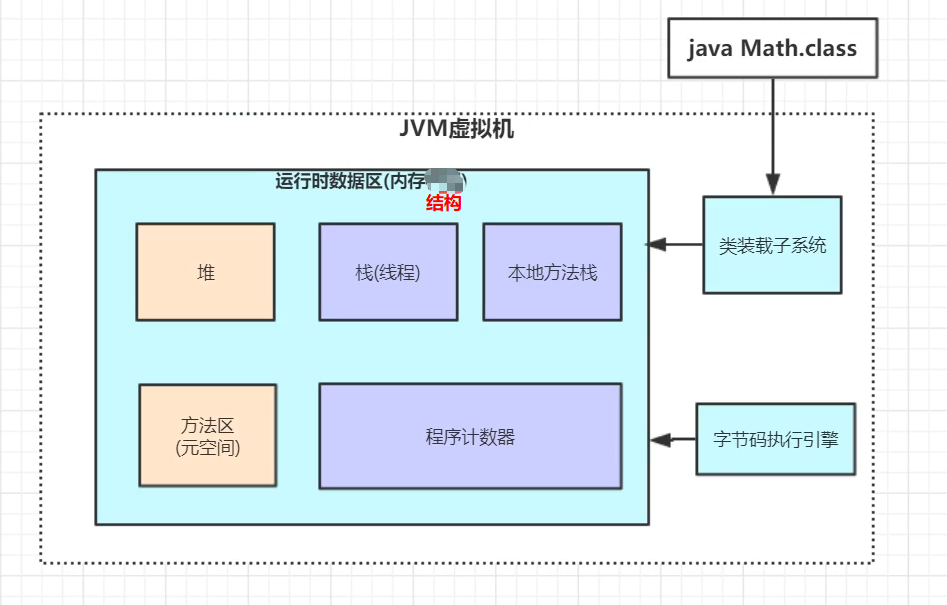 java Math.class
JVM虚拟机
运行时数据区(内存
结构
堆
栈(线程)
本地方法栈
类装载子系统
方法区
(元空间)
程序计数器
字节码执行引擎